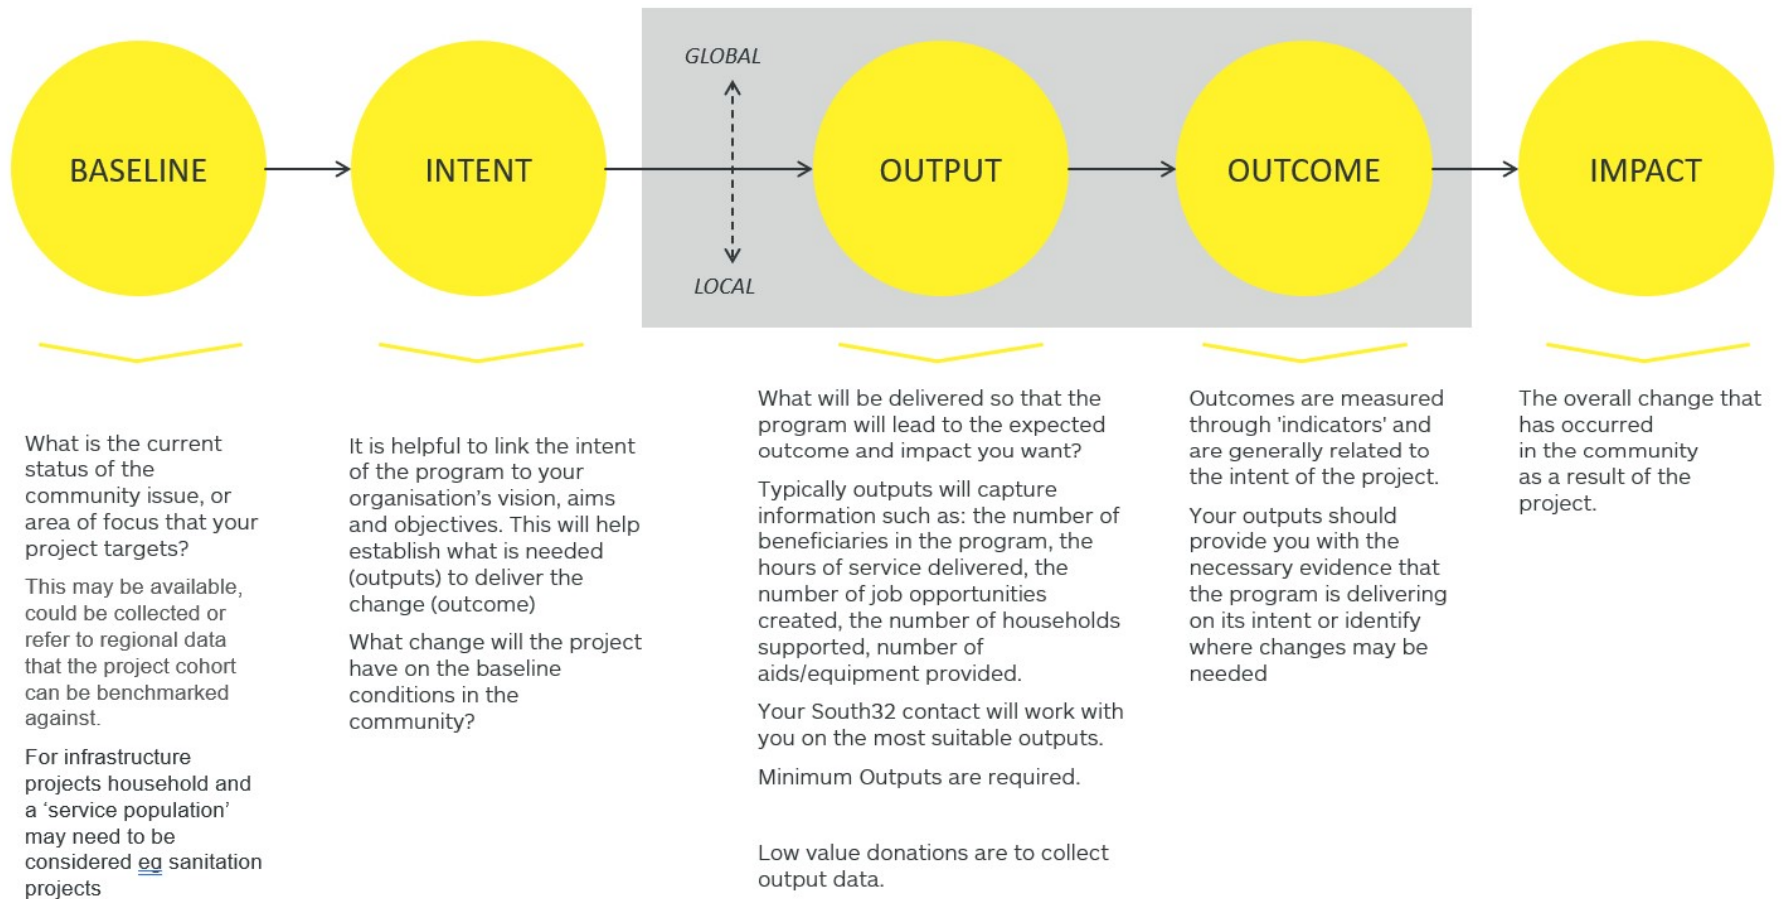 GLOBAL
BASELINE
INTENT
OUTPUT
OUTCOME
IMPACT
LOCAL
What is the current
status of the
community issue, or
area of focus that your
project targets?
This may be available,
could be collected or
refer to regional data
that the project cohort
can be benchmarked
against.
For infrastructure
projects household and
a ‘service population’
may need to be
considered eg sanitation
projects
It is helpful to link the intent
of the program to your
organisation’s vision, aims
and objectives. This will help
establish what is needed
(outputs) to deliver the
change (outcome)
What change will the project
have on the baseline
conditions in the
community?
What will be delivered so that the
program will lead to the expected
outcome and impact you want?
Typically outputs will capture
information such as: the number of
beneficiaries in the program, the
hours of service delivered, the
number of job opportunities
created, the number of households
supported, number of
aids/equipment provided.
Your South32 contact will work with
you on the most suitable outputs.
Minimum Outputs are required.
Low value donations are to collect
output data.
Outcomes are measured
through 'indicators' and
are generally related to
the intent of the project.
Your outputs should
provide you with the
necessary evidence that
the program is delivering
on its intent or identify
where changes may be
needed
The overall change that
has occurred
in the community
as a result of the
project.